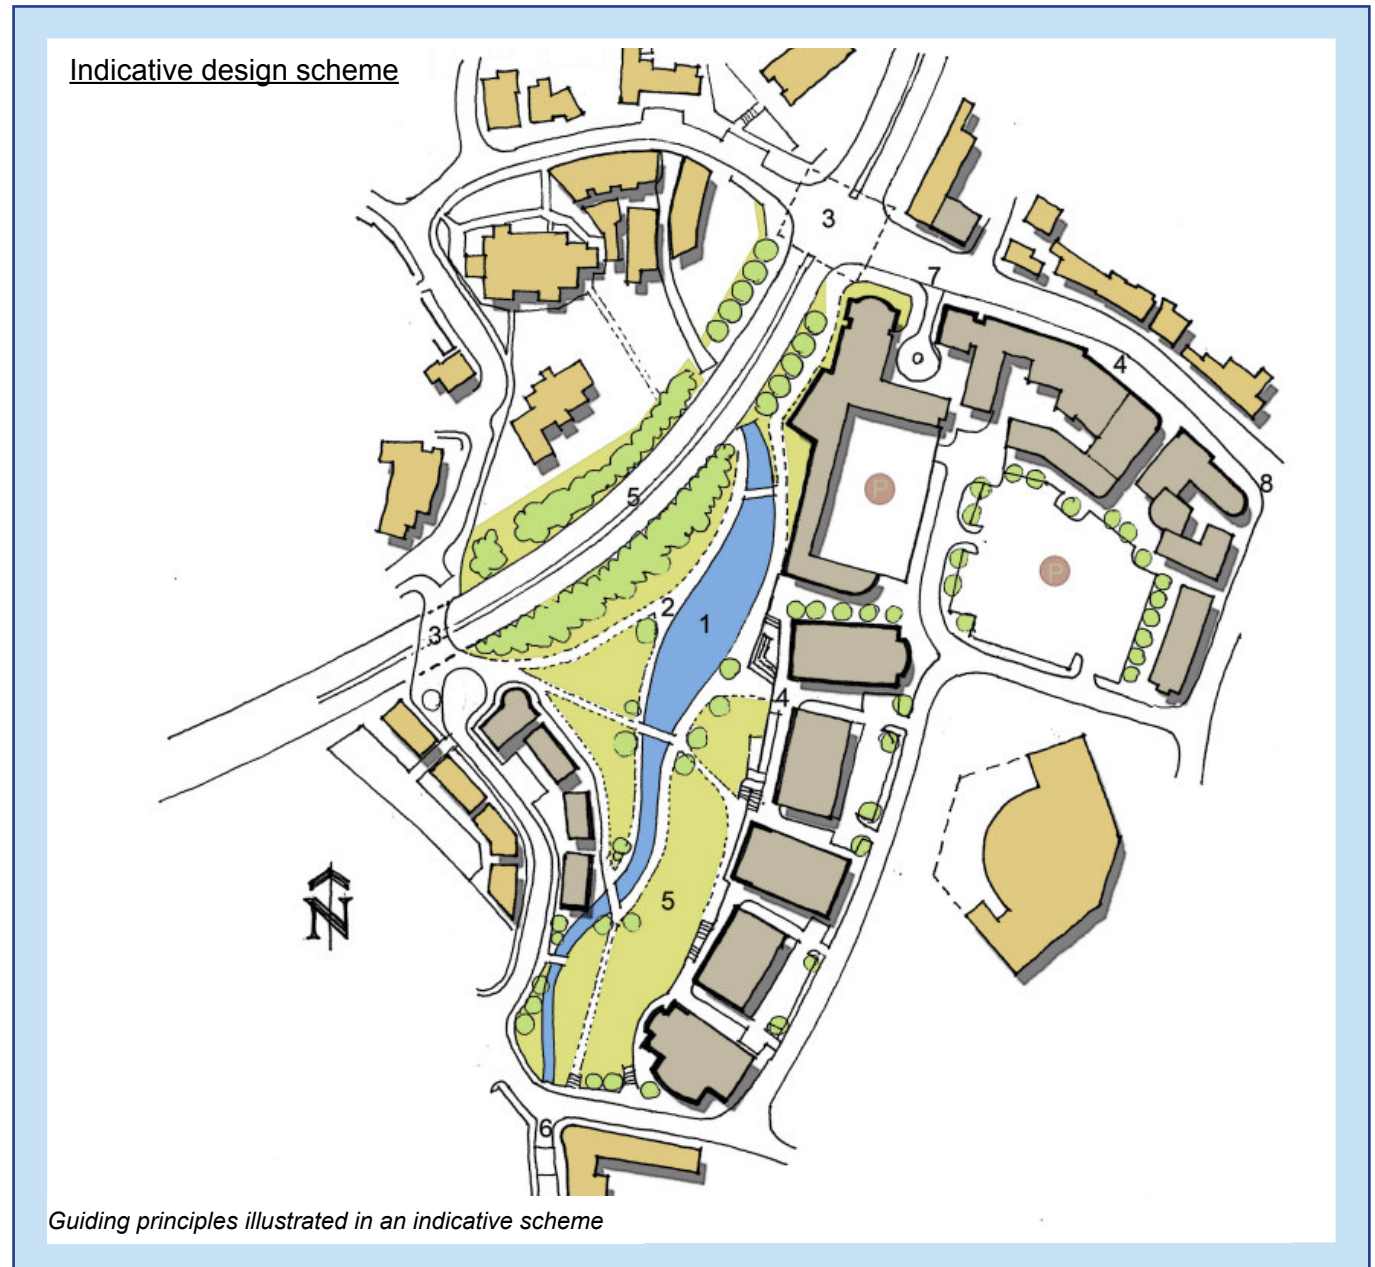 Indicative design scheme
3
7
4
8
P
5
P
2
1
3
4
5
N
6
Guiding principles illustrated in an indicative scheme